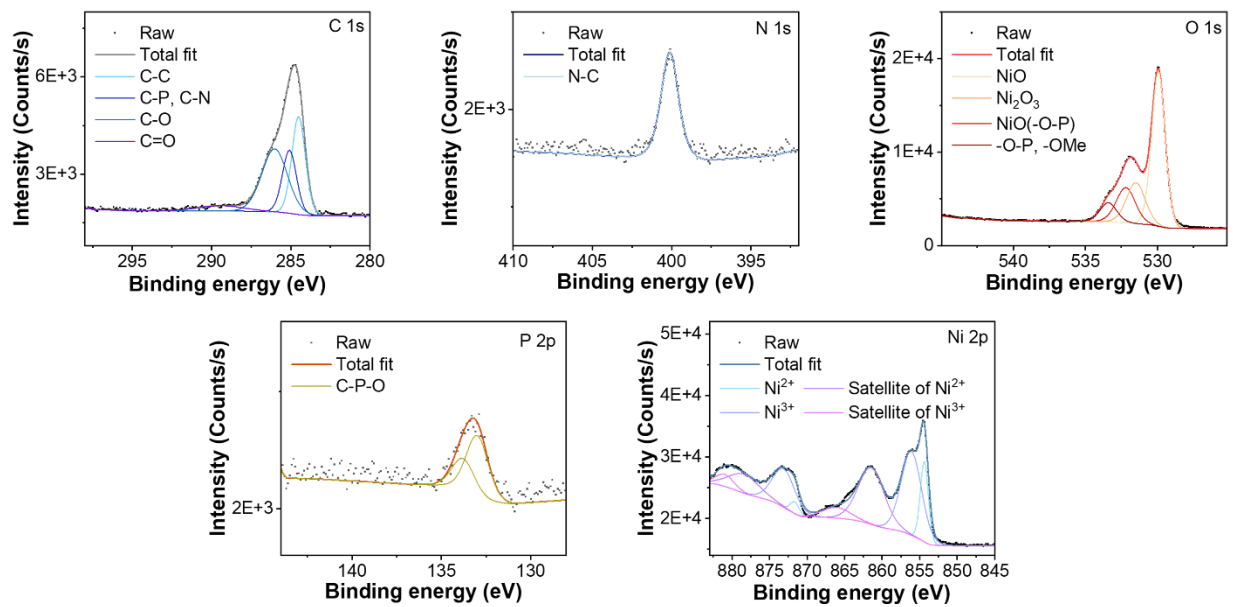 C 1s
Raw
Total fit
C-C
C-P, C-N
C-O
C=O
6E+3
3E+3
Intensity (Counts/s)
295 290 285 280
Binding energy (eV)
N 1s
Raw
Total fit
N-C
2E+3
Intensity (Counts/s)
410 405 400 395
Binding energy (eV)
O 1s
Raw
Total fit
NiO
Ni₂O₃
NiO(-O-P)
-O-P, -OMe
2E+4
1E+4
0
Intensity (Counts/s)
540 530
Binding energy (eV)
P 2p
Raw
Total fit
C-P-O
2E+3
Intensity (Counts/s)
140 135 130
Binding energy (eV)
Ni 2p
Raw
Total fit
Ni²⁺ Satellite of Ni²⁺
Ni³⁺ Satellite of Ni³⁺
5E+4
4E+4
3E+4
2E+4
Intensity (Counts/s)
880 875 870 865 860 855 850 845
Binding energy (eV)